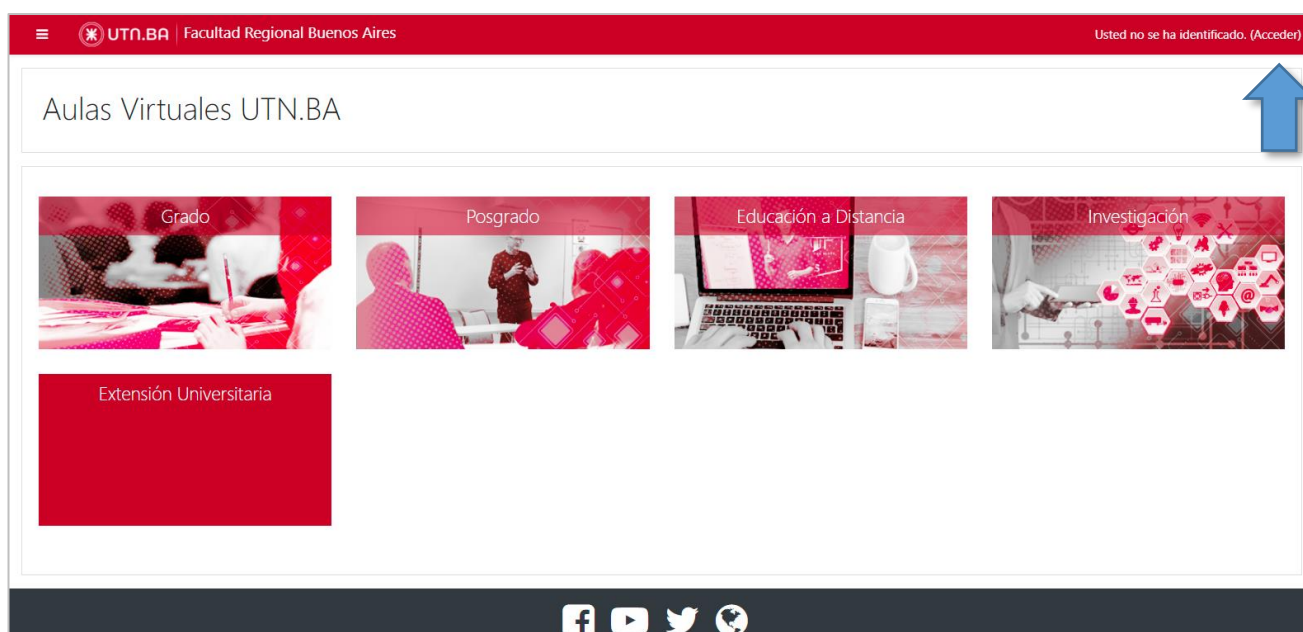 UTN.BA Facultad Regional Buenos Aires
Usted no se ha identificado. (Acceder)
Aulas Virtuales UTN.BA
Grado
Posgrado
Educación a Distancia
Investigación
Extensión Universitaria